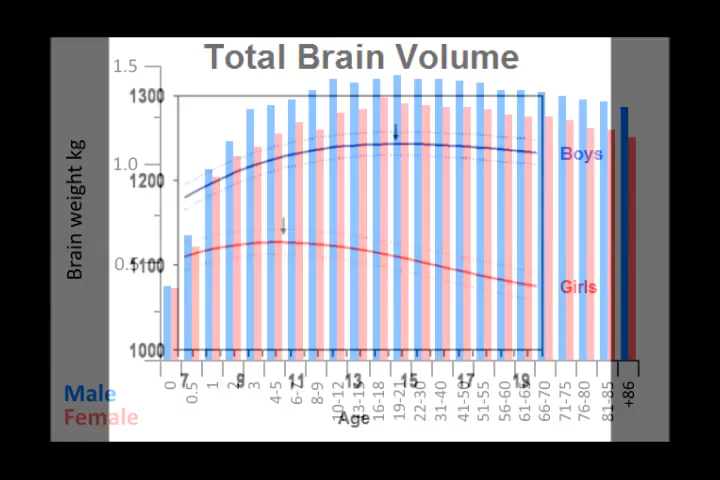 Total Brain Volume
1.5
1300
Boys
1.0
1200
Brain weight kg
0.5
1100
Girls
1000
7 9 11 13 15 17 19
0 0.5 1 2 3 4-5 6-7 8-9 10-12 13-15 16-18 19-21 22-30 31-40 41-50 51-55 56-60 61-65 66-70 71-75 76-80 81-85 +86
Male
Female
Age